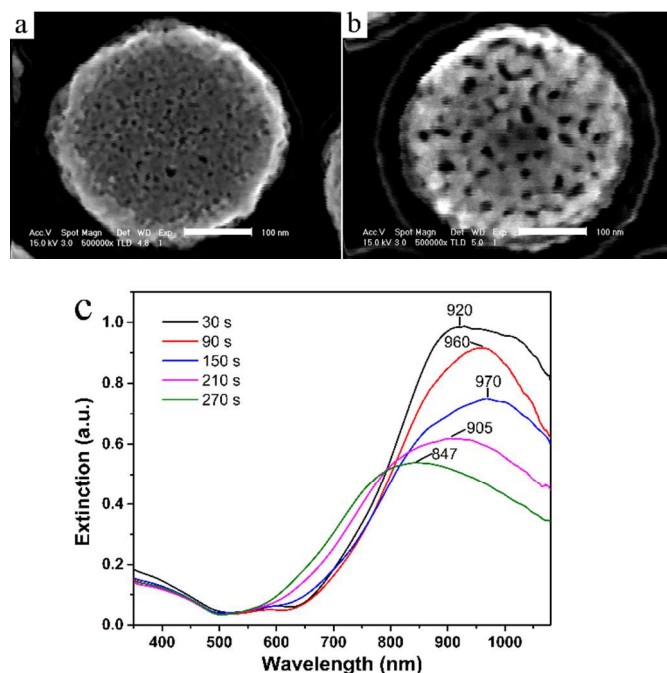 a
Acc.V Spot Magn Det WD Exp
15.0 kV 3.0 500000x TLD 4.8 1
100 nm
b
Acc.V Spot Magn Det WD Exp
15.0 kV 3.0 500000x TLD 5.0 1
100 nm
c
30 s
90 s
150 s
210 s
270 s
920
960
970
905
847
Extinction (a.u.)
1.0
0.8
0.6
0.4
0.2
0.0
400 500 600 700 800 900 1000
Wavelength (nm)